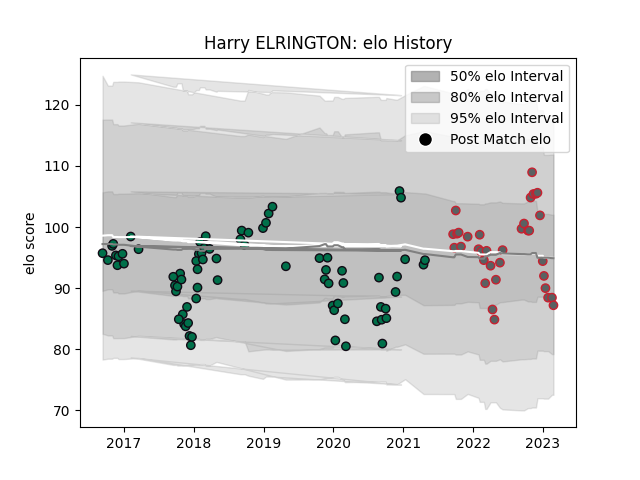 Harry ELRINGTON: elo History
50% elo Interval
80% elo Interval
95% elo Interval
Post Match elo
elo score
120
110
100
90
80
70
2017 2018 2019 2020 2021 2022 2023